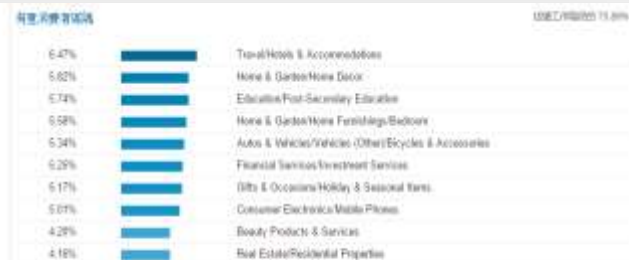 6.47% Travel/Hotels & Accommodations
5.82% Home & Garden/Home Decor
5.74% Education/Post-Secondary Education
5.58% Home & Garden/Home Furnishings/Bedroom
5.34% Autos & Vehicles/Vehicles (Other)/Bicycles & Accessories
5.26% Financial Services/Investment Services
5.17% Gifts & Occasions/Holiday & Seasonal Items
5.01% Consumer Electronics/Mobile Phones
4.20% Beauty Products & Services
4.16% Real Estate/Residential Properties